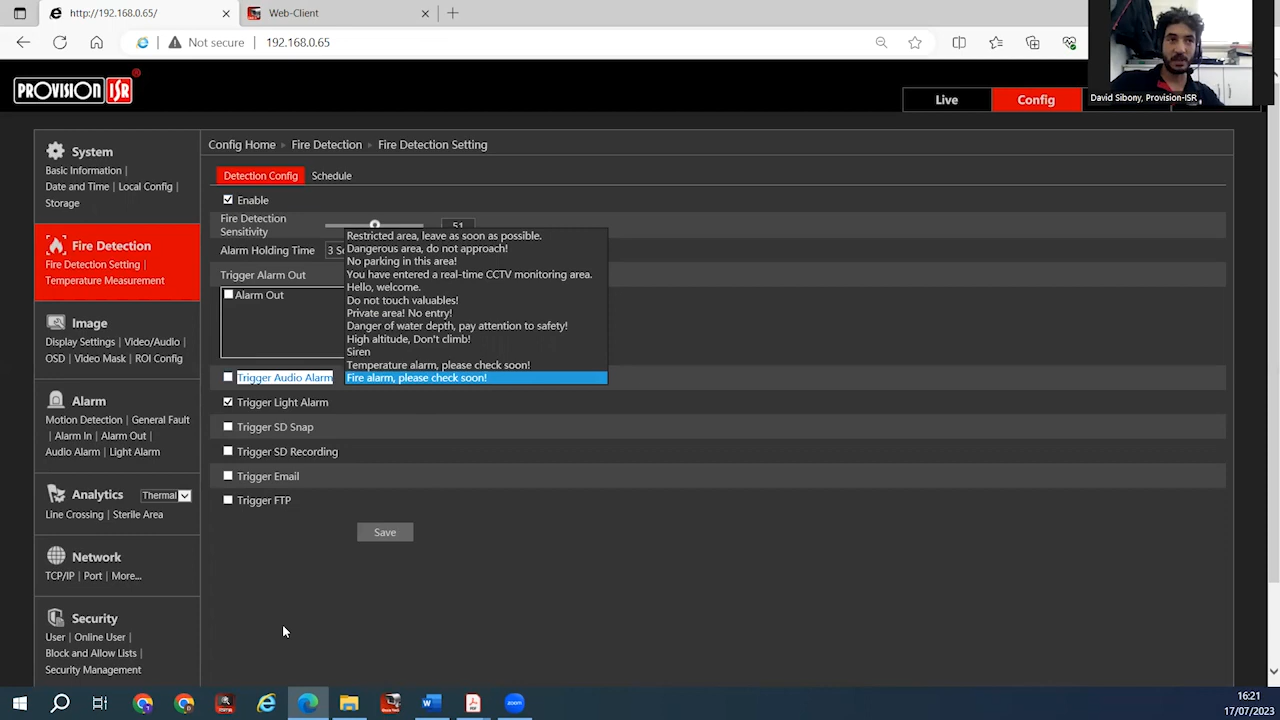 http://192.168.0.65/
Web-Client
Not secure
192.168.0.65
PROVISION ISR
Live
Config
David Sibony, Provision-ISR
System
Basic Information |
Date and Time | Local Config |
Storage
Fire Detection
Fire Detection Setting |
Temperature Measurement
Image
Display Settings | Video/Audio |
OSD | Video Mask | ROI Config
Alarm
Motion Detection | General Fault
| Alarm In | Alarm Out |
Audio Alarm | Light Alarm
Analytics Thermal
Line Crossing | Sterile Area
Network
TCP/IP | Port | More...
Security
User | Online User |
Block and Allow Lists |
Security Management
Config Home ▸ Fire Detection ▸ Fire Detection Setting
Detection Config
Schedule
Enable
Fire Detection
Sensitivity
51
Alarm Holding Time
Trigger Alarm Out
Alarm Out
Restricted area, leave as soon as possible.
Dangerous area, do not approach!
No parking in this area!
You have entered a real-time CCTV monitoring area.
Hello, welcome.
Do not touch valuables!
Private area! No entry!
Danger of water depth, pay attention to safety!
High altitude, Don't climb!
Siren
Temperature alarm, please check soon!
Fire alarm, please check soon!
Trigger Audio Alarm
Trigger Light Alarm
Trigger SD Snap
Trigger SD Recording
Trigger Email
Trigger FTP
Save
zoom
16:21
17/07/2023